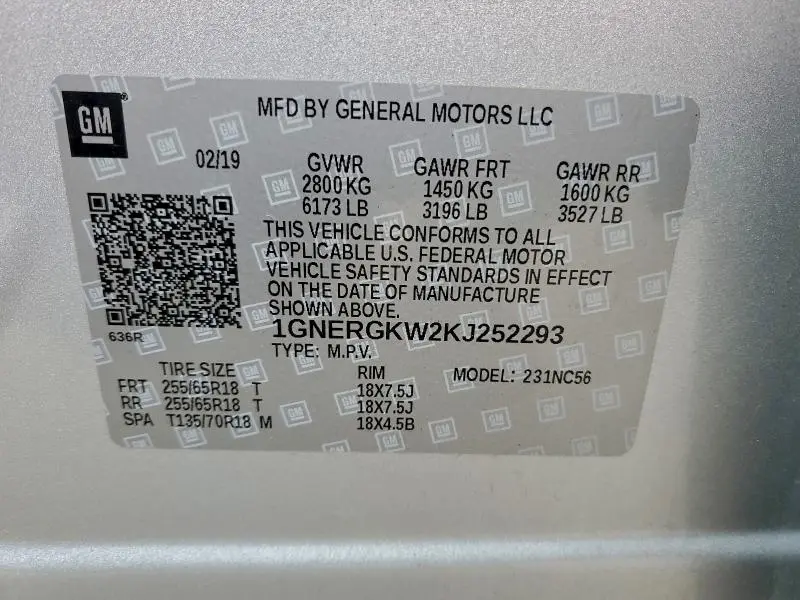 GM
MFD BY GENERAL MOTORS LLC
02/19 GVWR GAWR FRT GAWR RR
2800 KG 1450 KG 1600 KG
6173 LB 3196 LB 3527 LB
THIS VEHICLE CONFORMS TO ALL
APPLICABLE U.S. FEDERAL MOTOR
VEHICLE SAFETY STANDARDS IN EFFECT
ON THE DATE OF MANUFACTURE
SHOWN ABOVE.
1GNERGKW2KJ252293
636R
TYPE: M.P.V.
TIRE SIZE RIM MODEL: 231NC56
FRT 255/65R18 T 18X7.5J
RR 255/65R18 T 18X7.5J
SPA T135/70R18 M 18X4.5B